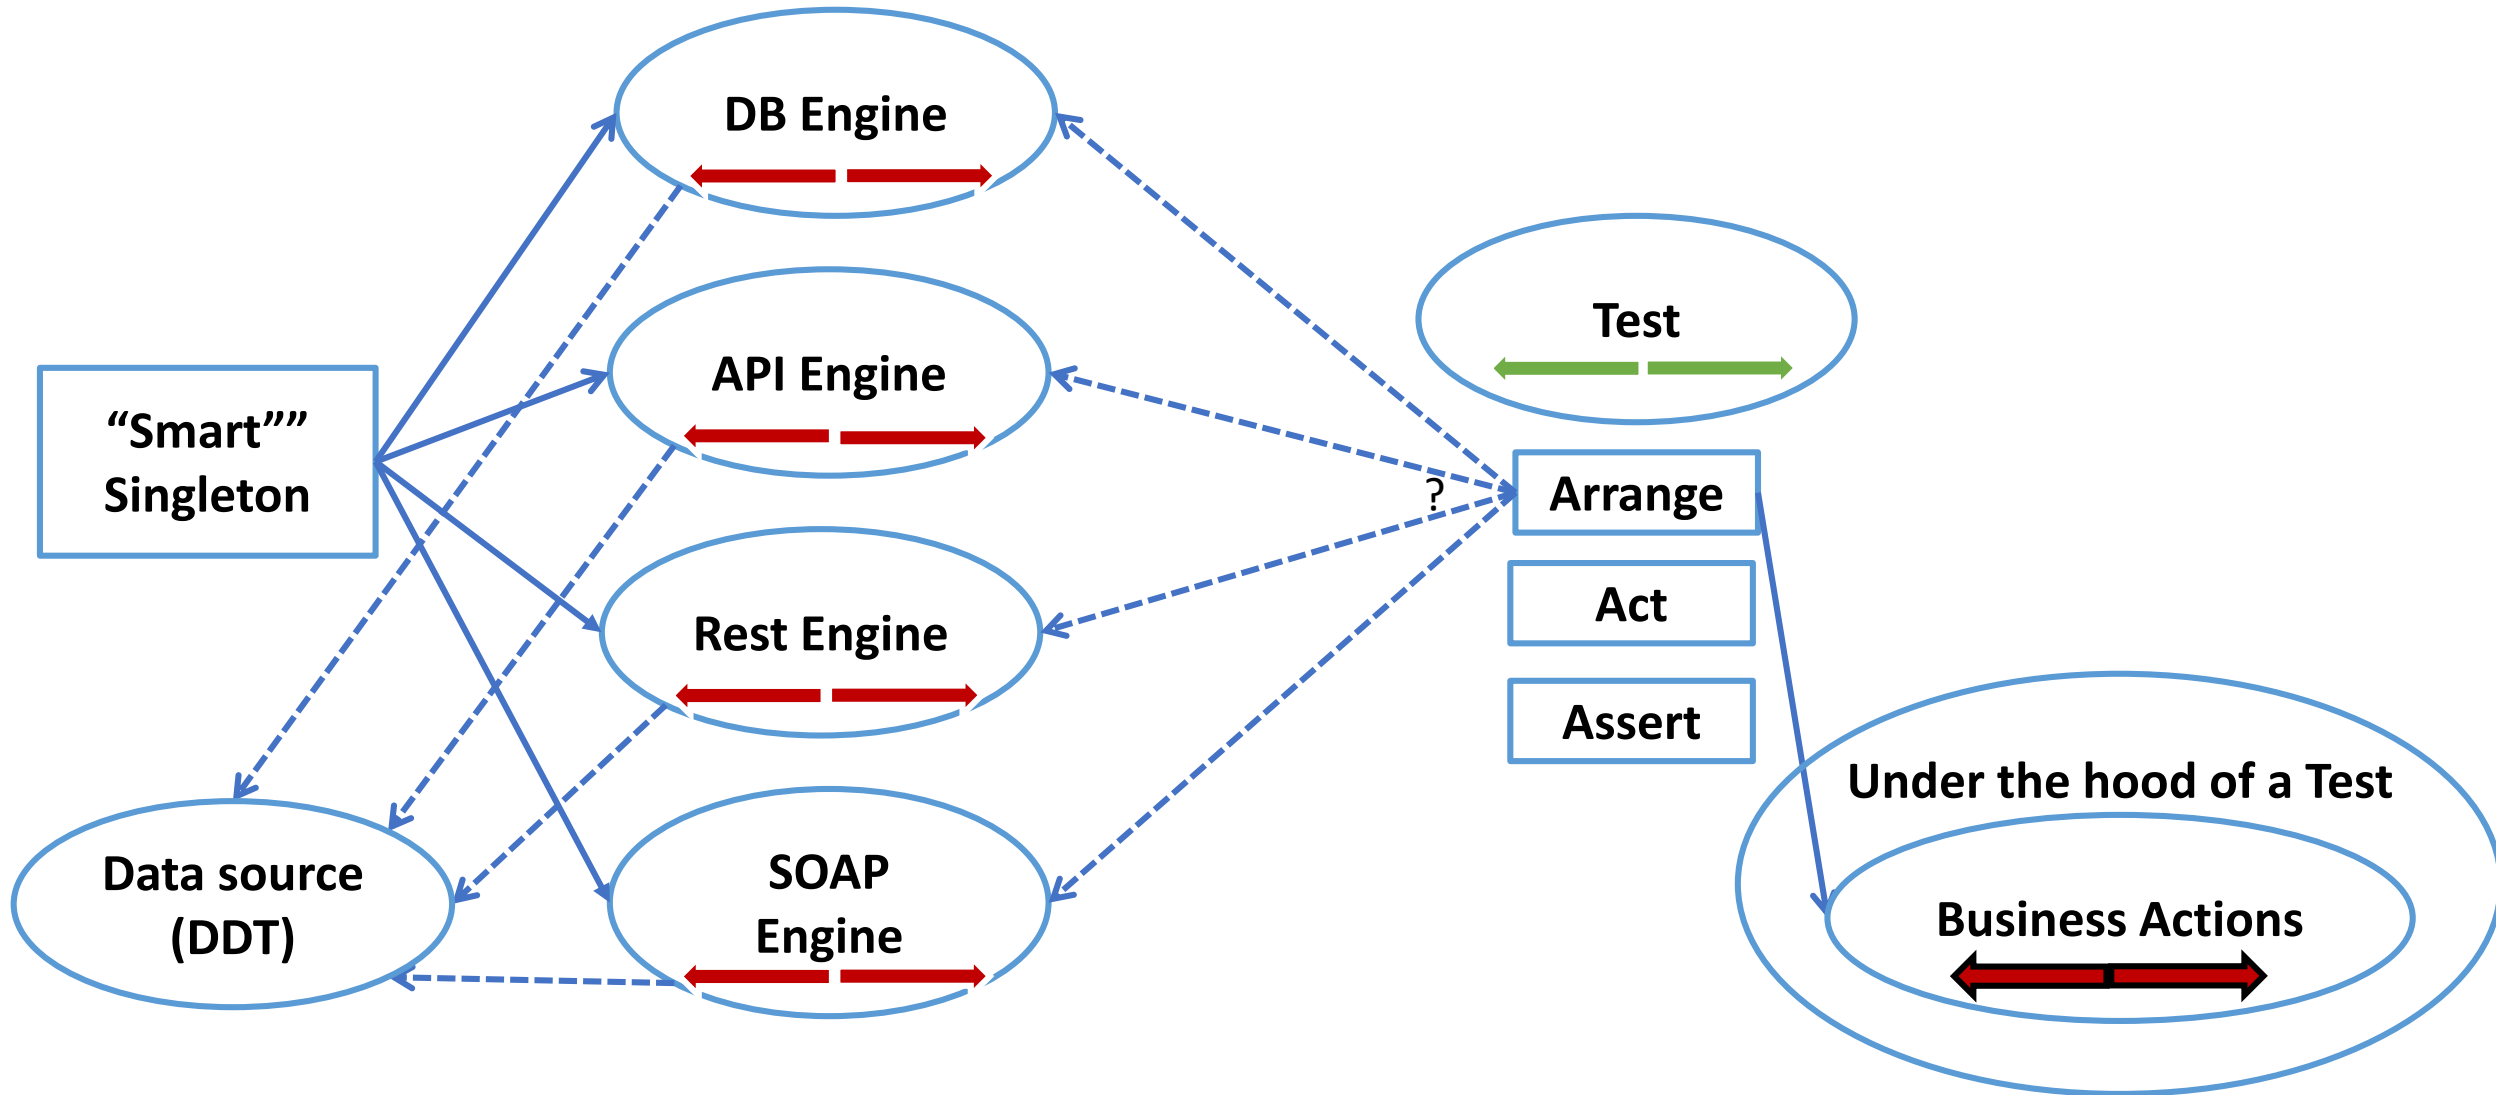 DB Engine
Test
API Engine
“Smart””
Singleton
?
Arrange
Act
Rest Engine
Assert
Under the hood of a Test
Data source
(DDT)
SOAP
Engine
Business Actions